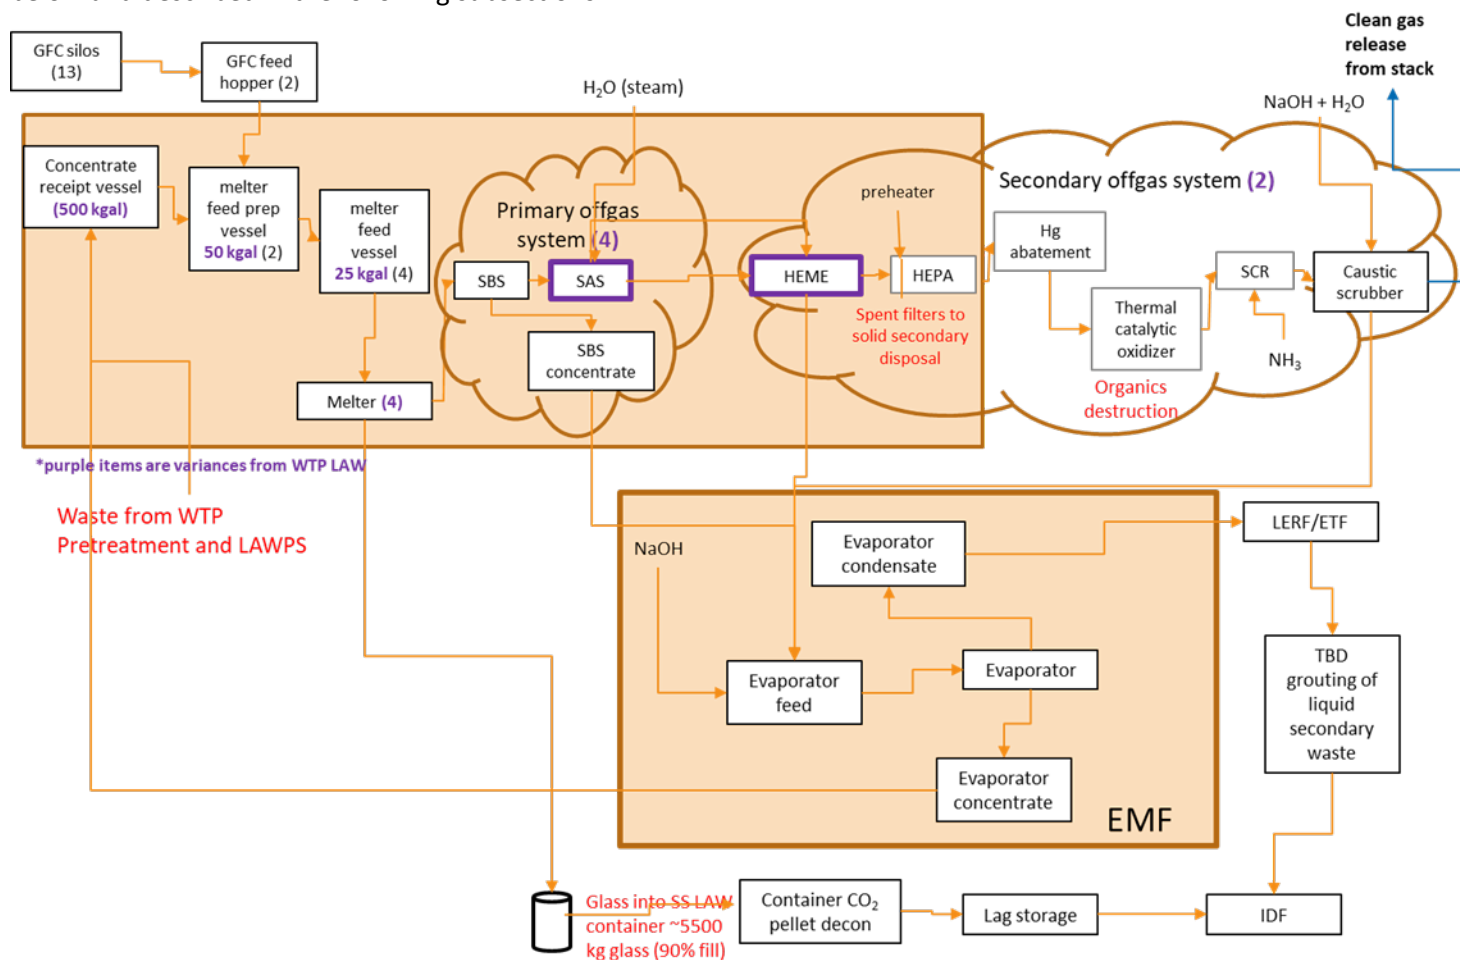 Clean gas
release
from stack
GFC silos
(13)
GFC feed
hopper (2)
H₂O (steam)
NaOH + H₂O
Concentrate
receipt vessel
(500 kgal)
melter
feed prep
vessel
50 kgal (2)
melter
feed
vessel
25 kgal (4)
Primary offgas
system (4)
SBS
SAS
SBS
concentrate
Melter (4)
preheater
HEME
HEPA
Spent filters to
solid secondary
disposal
Secondary offgas system (2)
Hg
abatement
Thermal
catalytic
oxidizer
Organics
destruction
SCR
NH₃
Caustic
scrubber
*purple items are variances from WTP LAW
Waste from WTP
Pretreatment and LAWPS
NaOH
Evaporator
condensate
Evaporator
feed
Evaporator
Evaporator
concentrate
EMF
LERF/ETF
TBD
grouting of
liquid
secondary
waste
Glass into SS LAW
container ~5500
kg glass (90% fill)
Container CO₂
pellet decon
Lag storage
IDF